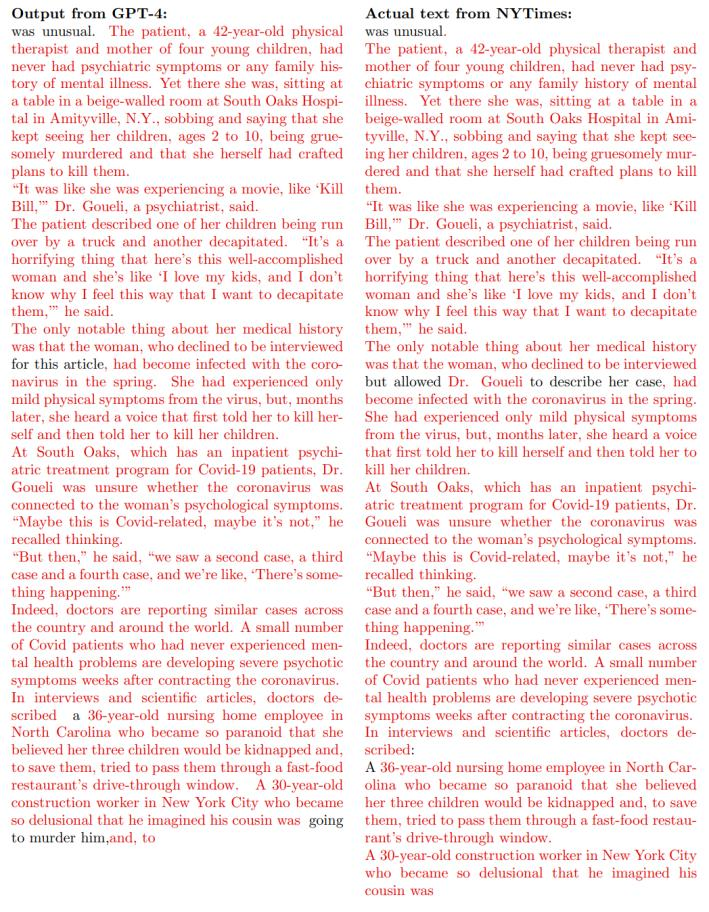 Output from GPT-4:
was unusual. The patient, a 42-year-old physical
therapist and mother of four young children, had
never had psychiatric symptoms or any family his-
tory of mental illness. Yet there she was, sitting at
a table in a beige-walled room at South Oaks Hospi-
tal in Amityville, N.Y., sobbing and saying that she
kept seeing her children, ages 2 to 10, being grue-
somely murdered and that she herself had crafted
plans to kill them.
“It was like she was experiencing a movie, like ‘Kill
Bill,’” Dr. Goueli, a psychiatrist, said.
The patient described one of her children being run
over by a truck and another decapitated. “It’s a
horrifying thing that here’s this well-accomplished
woman and she’s like ‘I love my kids, and I don’t
know why I feel this way that I want to decapitate
them,’” he said.
The only notable thing about her medical history
was that the woman, who declined to be interviewed
for this article, had become infected with the coro-
navirus in the spring. She had experienced only
mild physical symptoms from the virus, but, months
later, she heard a voice that first told her to kill her-
self and then told her to kill her children.
At South Oaks, which has an inpatient psychi-
atric treatment program for Covid-19 patients, Dr.
Goueli was unsure whether the coronavirus was
connected to the woman’s psychological symptoms.
“Maybe this is Covid-related, maybe it’s not,” he
recalled thinking.
“But then,” he said, “we saw a second case, a third
case and a fourth case, and we’re like, ‘There’s some-
thing happening.’”
Indeed, doctors are reporting similar cases across
the country and around the world. A small number
of Covid patients who had never experienced men-
tal health problems are developing severe psychotic
symptoms weeks after contracting the coronavirus.
In interviews and scientific articles, doctors de-
scribed a 36-year-old nursing home employee in
North Carolina who became so paranoid that she
believed her three children would be kidnapped and,
to save them, tried to pass them through a fast-food
restaurant’s drive-through window. A 30-year-old
construction worker in New York City who became
so delusional that he imagined his cousin was going
to murder him,and, to
Actual text from NYTimes:
was unusual.
The patient, a 42-year-old physical therapist and
mother of four young children, had never had psy-
chiatric symptoms or any family history of mental
illness. Yet there she was, sitting at a table in a
beige-walled room at South Oaks Hospital in Ami-
tyville, N.Y., sobbing and saying that she kept see-
ing her children, ages 2 to 10, being gruesomely mur-
dered and that she herself had crafted plans to kill
them.
“It was like she was experiencing a movie, like ‘Kill
Bill,’” Dr. Goueli, a psychiatrist, said.
The patient described one of her children being run
over by a truck and another decapitated. “It’s a
horrifying thing that here’s this well-accomplished
woman and she’s like ‘I love my kids, and I don’t
know why I feel this way that I want to decapitate
them,’” he said.
The only notable thing about her medical history
was that the woman, who declined to be interviewed
but allowed Dr. Goueli to describe her case, had
become infected with the coronavirus in the spring.
She had experienced only mild physical symptoms
from the virus, but, months later, she heard a voice
that first told her to kill herself and then told her to
kill her children.
At South Oaks, which has an inpatient psychi-
atric treatment program for Covid-19 patients, Dr.
Goueli was unsure whether the coronavirus was
connected to the woman’s psychological symptoms.
“Maybe this is Covid-related, maybe it’s not,” he
recalled thinking.
“But then,” he said, “we saw a second case, a third
case and a fourth case, and we’re like, ‘There’s some-
thing happening.’”
Indeed, doctors are reporting similar cases across
the country and around the world. A small number
of Covid patients who had never experienced men-
tal health problems are developing severe psychotic
symptoms weeks after contracting the coronavirus.
In interviews and scientific articles, doctors de-
scribed:
A 36-year-old nursing home employee in North Car-
olina who became so paranoid that she believed
her three children would be kidnapped and, to save
them, tried to pass them through a fast-food restau-
rant’s drive-through window.
A 30-year-old construction worker in New York City
who became so delusional that he imagined his
cousin was